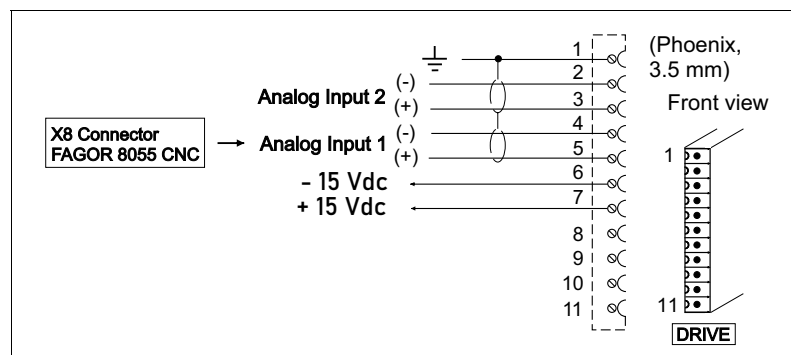 X8 Connector
FAGOR 8055 CNC
Analog Input 2
(-)
(+)
Analog Input 1
(-)
(+)
- 15 Vdc
+ 15 Vdc
1
2
3
4
5
6
7
8
9
10
11
(Phoenix,
3.5 mm)
Front view
1
11
DRIVE